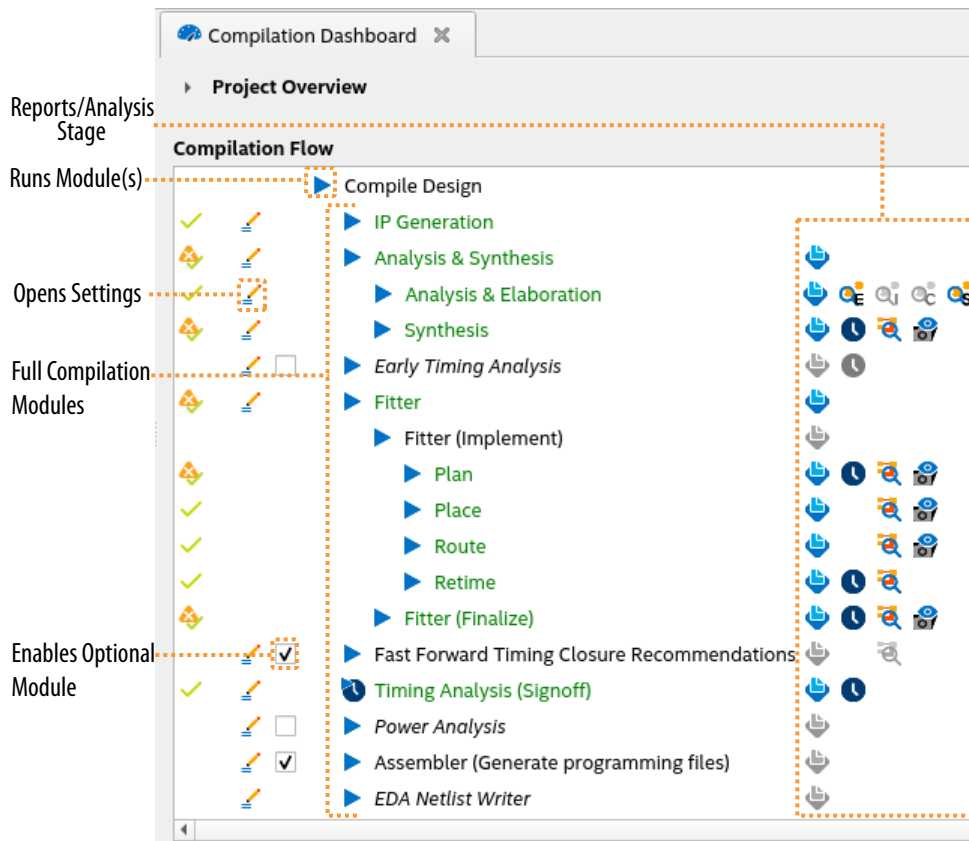 Compilation Dashboard
Project Overview
Reports/Analysis
Stage
Compilation Flow
Runs Module(s)
Compile Design
IP Generation
Analysis & Synthesis
Opens Settings
Analysis & Elaboration
E
I
C
S
Synthesis
Full Compilation
Modules
Early Timing Analysis
Fitter
Fitter (Implement)
Plan
Place
Route
Retime
Fitter (Finalize)
Enables Optional
Module
Fast Forward Timing Closure Recommendations
Timing Analysis (Signoff)
Power Analysis
Assembler (Generate programming files)
EDA Netlist Writer